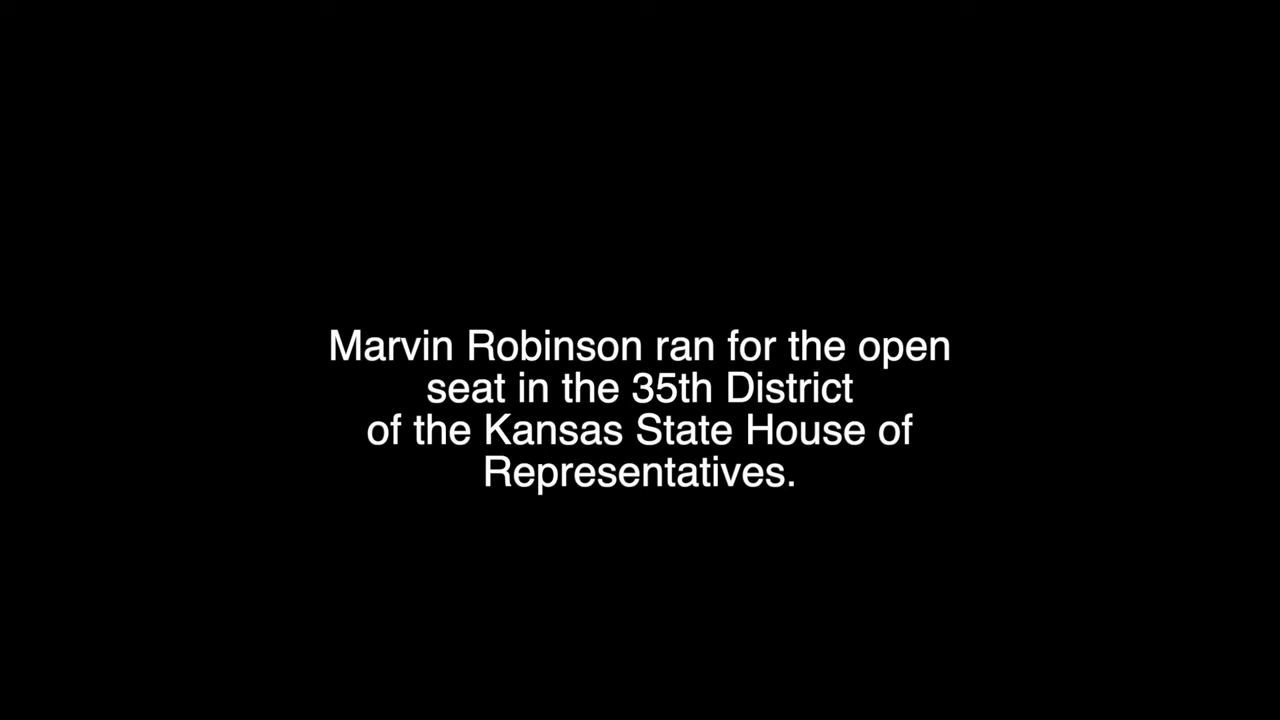 Marvin Robinson ran for the open
seat in the 35th District
of the Kansas State House of
Representatives.